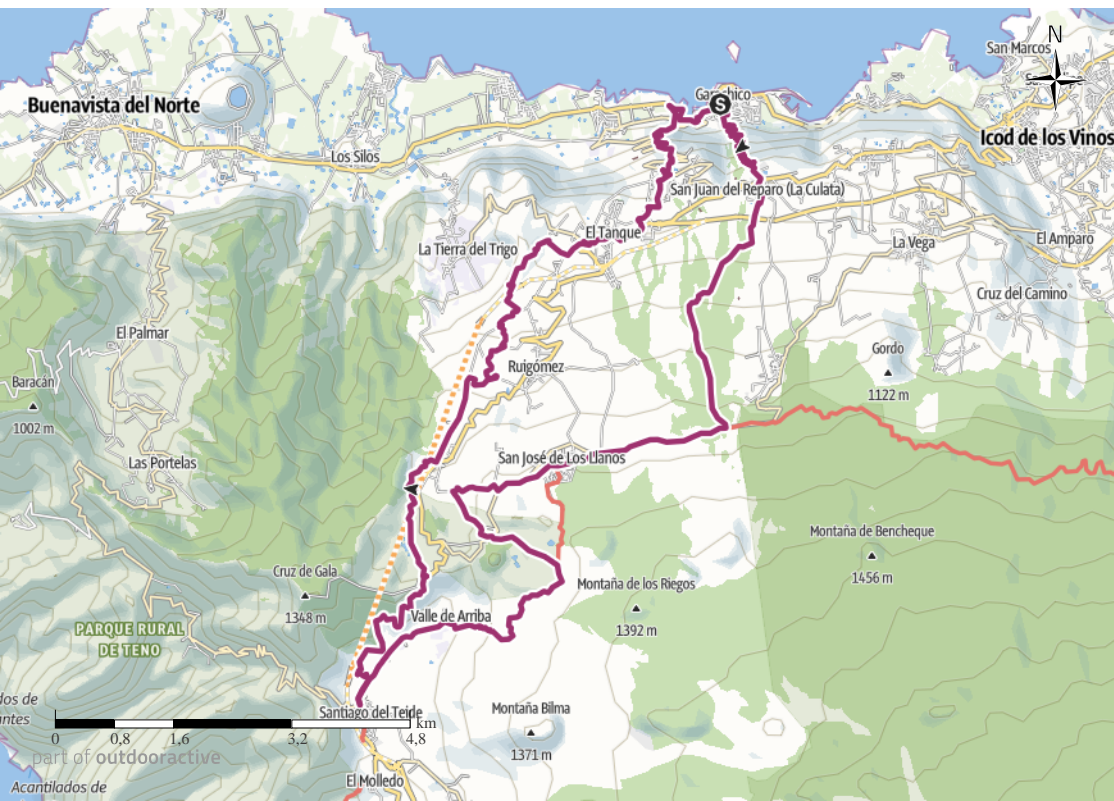 N
San Marcos
Buenavista del Norte
S
Icod de los Vinos
Los Silos
San Juan del Reparo (La Culata)
El Tanque
La Tierra del Trigo
La Vega
El Amparo
Cruz del Camino
El Palmar
Gordo
1122 m
Ruigómez
Baracán
1002 m
Las Portelas
San José de Los Llanos
Montaña de Bencheque
1456 m
Cruz de Gala
1348 m
Montaña de los Riegos
1392 m
Valle de Arriba
PARQUE RURAL
DE TENO
Santiago del Teide
Montaña Bilma
1371 m
km
0 0,8 1,6 3,2 4,8
part of outdooractive
El Molledo
Acantilados de